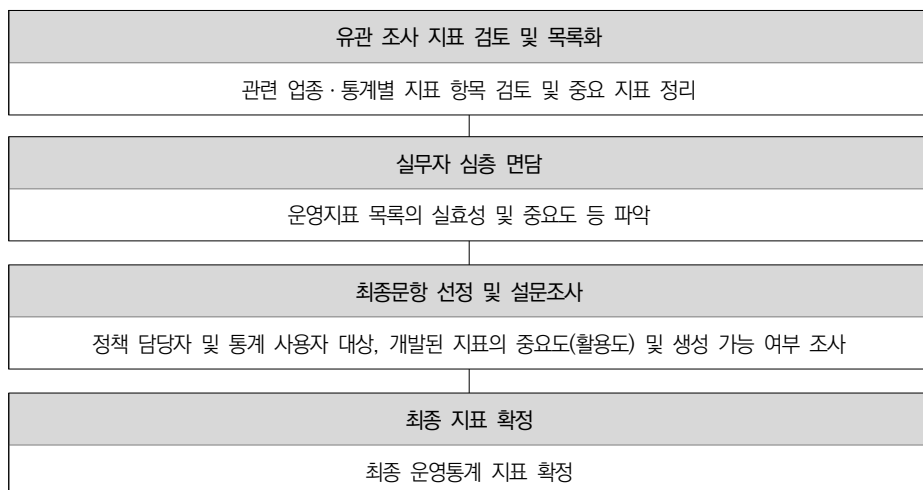 유관 조사 지표 검토 및 목록화
관련 업종 · 통계별 지표 항목 검토 및 중요 지표 정리
실무자 심층 면담
운영지표 목록의 실효성 및 중요도 등 파악
최종문항 선정 및 설문조사
정책 담당자 및 통계 사용자 대상, 개발된 지표의 중요도(활용도) 및 생성 가능 여부 조사
최종 지표 확정
최종 운영통계 지표 확정